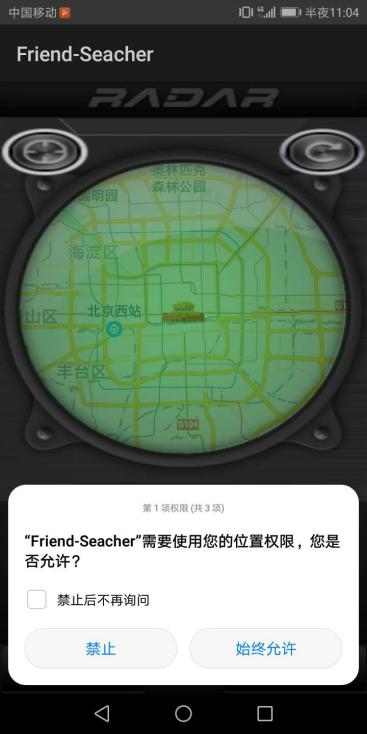 中国移动
46
半夜11:04
Friend-Seacher
RADAR
奥林匹克
森林公园
圆明园
海淀区
北京西站
山区
丰台区
G1
G104
第1项权限(共3项)
“Friend-Seacher”需要使用您的位置权限，您是
否允许？
禁止后不再询问
禁止
始终允许